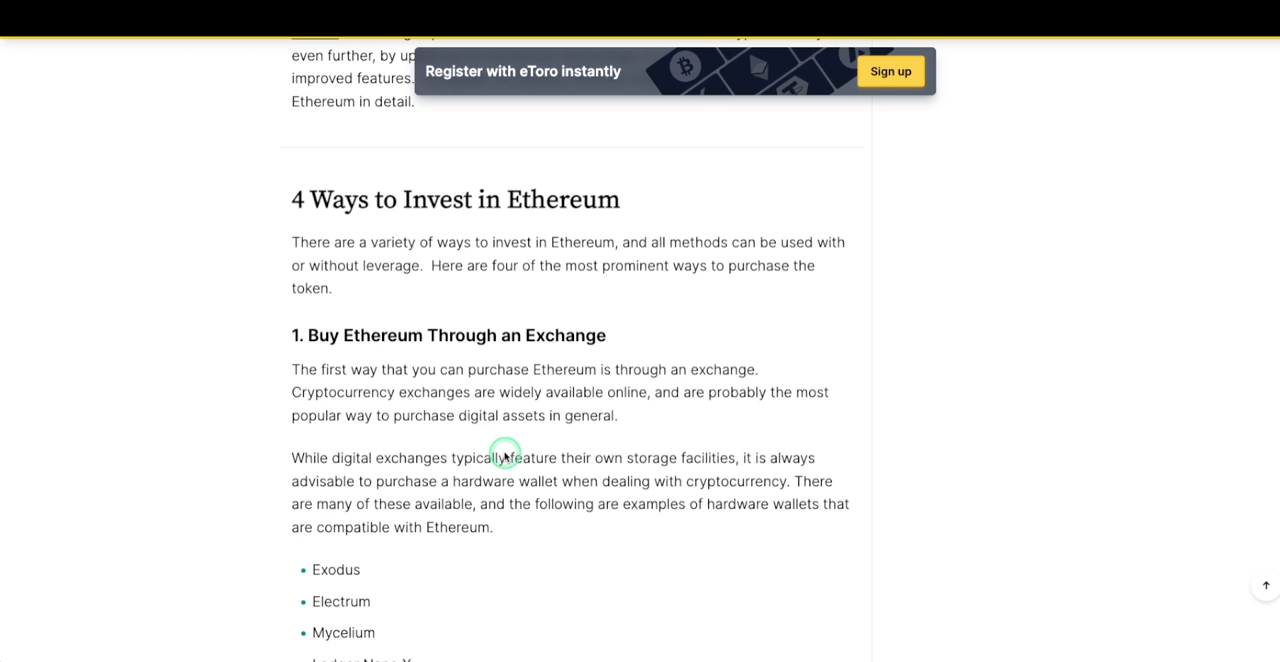 even further, by up
Register with eToro instantly
Sign up
improved features.
Ethereum in detail.
4 Ways to Invest in Ethereum
There are a variety of ways to invest in Ethereum, and all methods can be used with
or without leverage.  Here are four of the most prominent ways to purchase the
token.
1. Buy Ethereum Through an Exchange
The first way that you can purchase Ethereum is through an exchange.
Cryptocurrency exchanges are widely available online, and are probably the most
popular way to purchase digital assets in general.
While digital exchanges typically feature their own storage facilities, it is always
advisable to purchase a hardware wallet when dealing with cryptocurrency. There
are many of these available, and the following are examples of hardware wallets that
are compatible with Ethereum.
• Exodus
• Electrum
• Mycelium